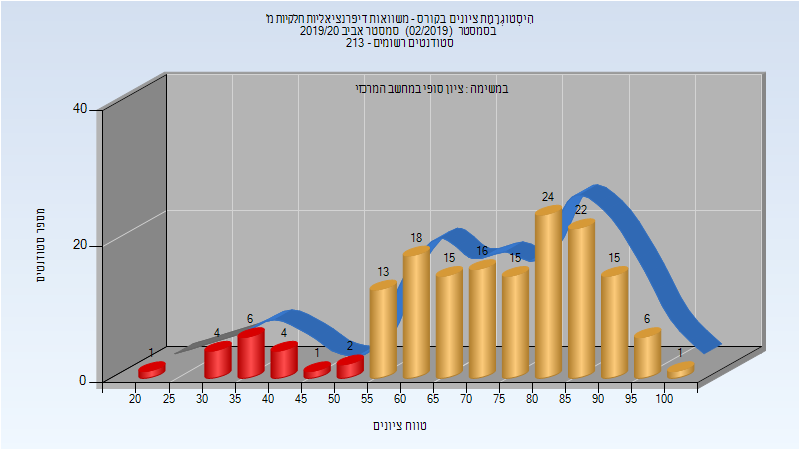 היסטוגרמת ציונים בקורס - משוואות דיפרנציאליות חלקיות מ'
בסמסטר (02/2019) סמסטר אביב 2019/20
סטודנטים רשומים - 213
במשימה : ציון סופי במחשב המרכזי
40
20
0
מספר סטודנטים
1
4
6
4
1
2
13
18
15
16
15
24
22
15
6
1
20 25 30 35 40 45 50 55 60 65 70 75 80 85 90 95 100
טווח ציונים